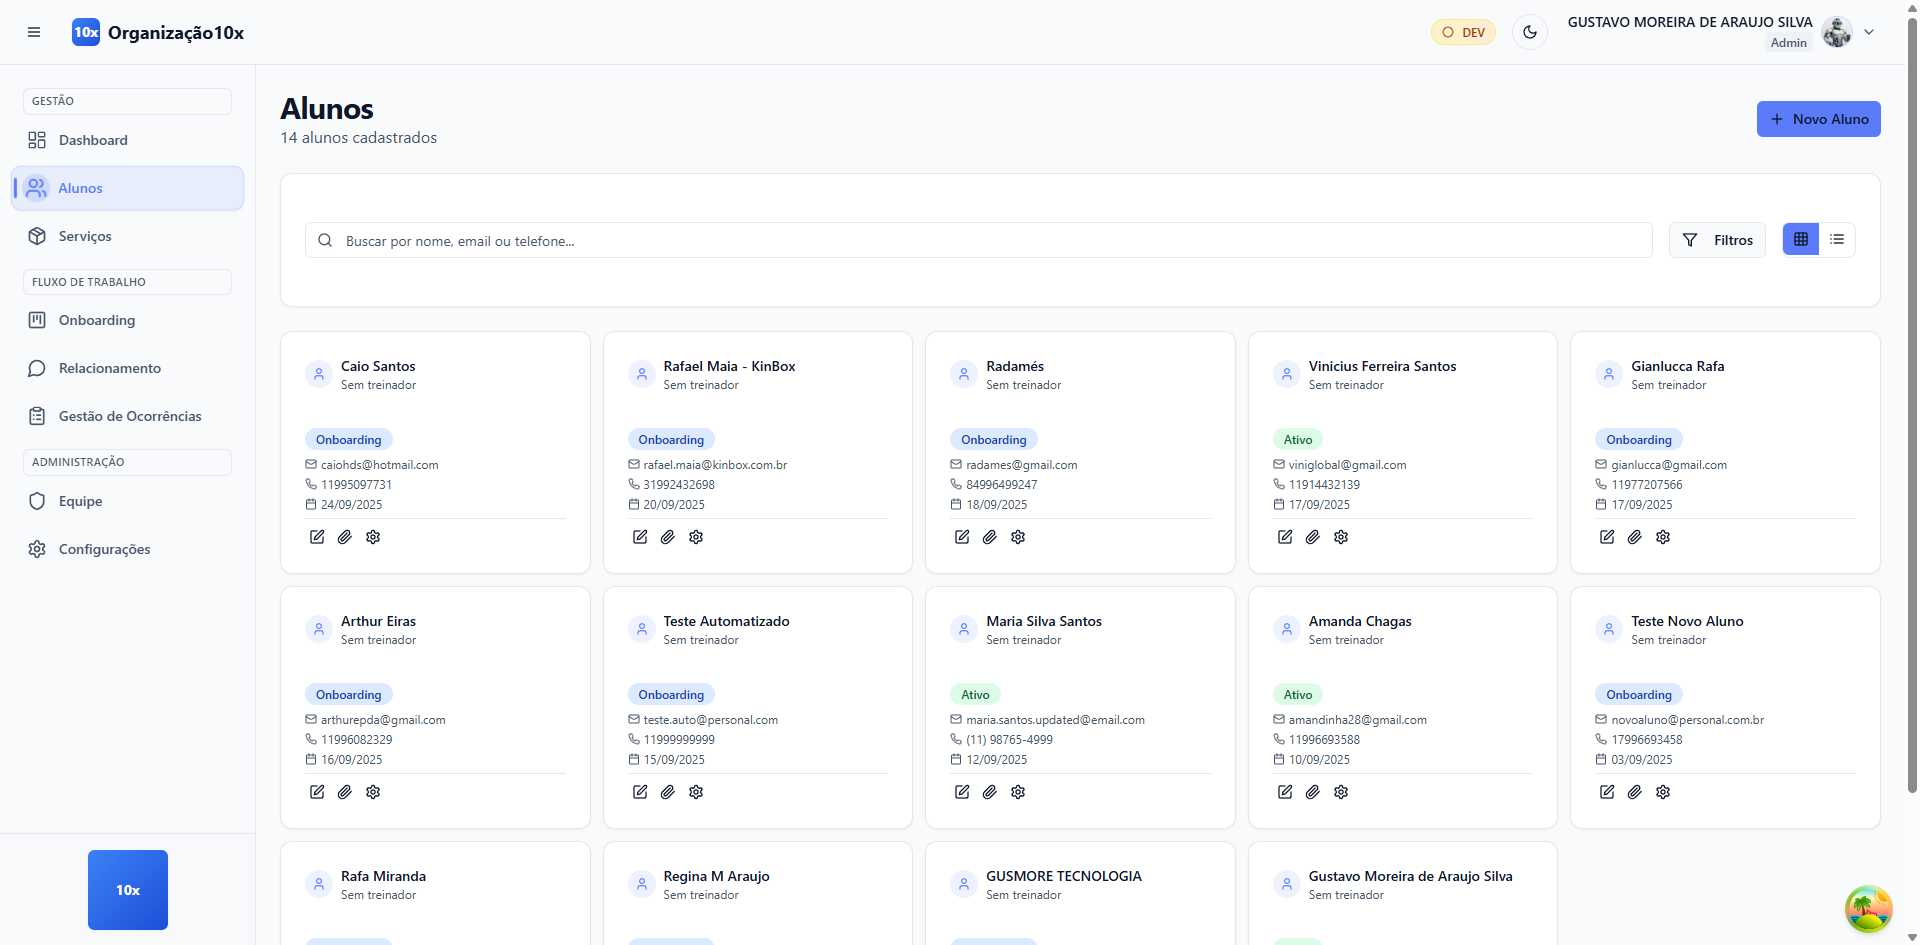 10x Organização10x
DEV
GUSTAVO MOREIRA DE ARAUJO SILVA
Admin
GESTÃO
Dashboard
Alunos
Serviços
FLUXO DE TRABALHO
Onboarding
Relacionamento
Gestão de Ocorrências
ADMINISTRAÇÃO
Equipe
Configurações
10x
Alunos
14 alunos cadastrados
Novo Aluno
Buscar por nome, email ou telefone...
Filtros
Caio Santos
Sem treinador
Onboarding
caiohds@hotmail.com
11995097731
24/09/2025
Rafael Maia - KinBox
Sem treinador
Onboarding
rafael.maia@kinbox.com.br
31992432698
20/09/2025
Radamés
Sem treinador
Onboarding
radames@gmail.com
84996499247
18/09/2025
Vinicius Ferreira Santos
Sem treinador
Ativo
viniglobal@gmail.com
11914432139
17/09/2025
Gianlucca Rafa
Sem treinador
Onboarding
gianlucca@gmail.com
11977207566
17/09/2025
Arthur Eiras
Sem treinador
Onboarding
arthurepda@gmail.com
11996082329
16/09/2025
Teste Automatizado
Sem treinador
Onboarding
teste.auto@personal.com
11999999999
15/09/2025
Maria Silva Santos
Sem treinador
Ativo
maria.santos.updated@email.com
(11) 98765-4999
12/09/2025
Amanda Chagas
Sem treinador
Ativo
amandinha28@gmail.com
11996693588
10/09/2025
Teste Novo Aluno
Sem treinador
Onboarding
novoaluno@personal.com.br
17996693458
03/09/2025
Rafa Miranda
Sem treinador
Regina M Araujo
Sem treinador
GUSMORE TECNOLOGIA
Sem treinador
Gustavo Moreira de Araujo Silva
Sem treinador